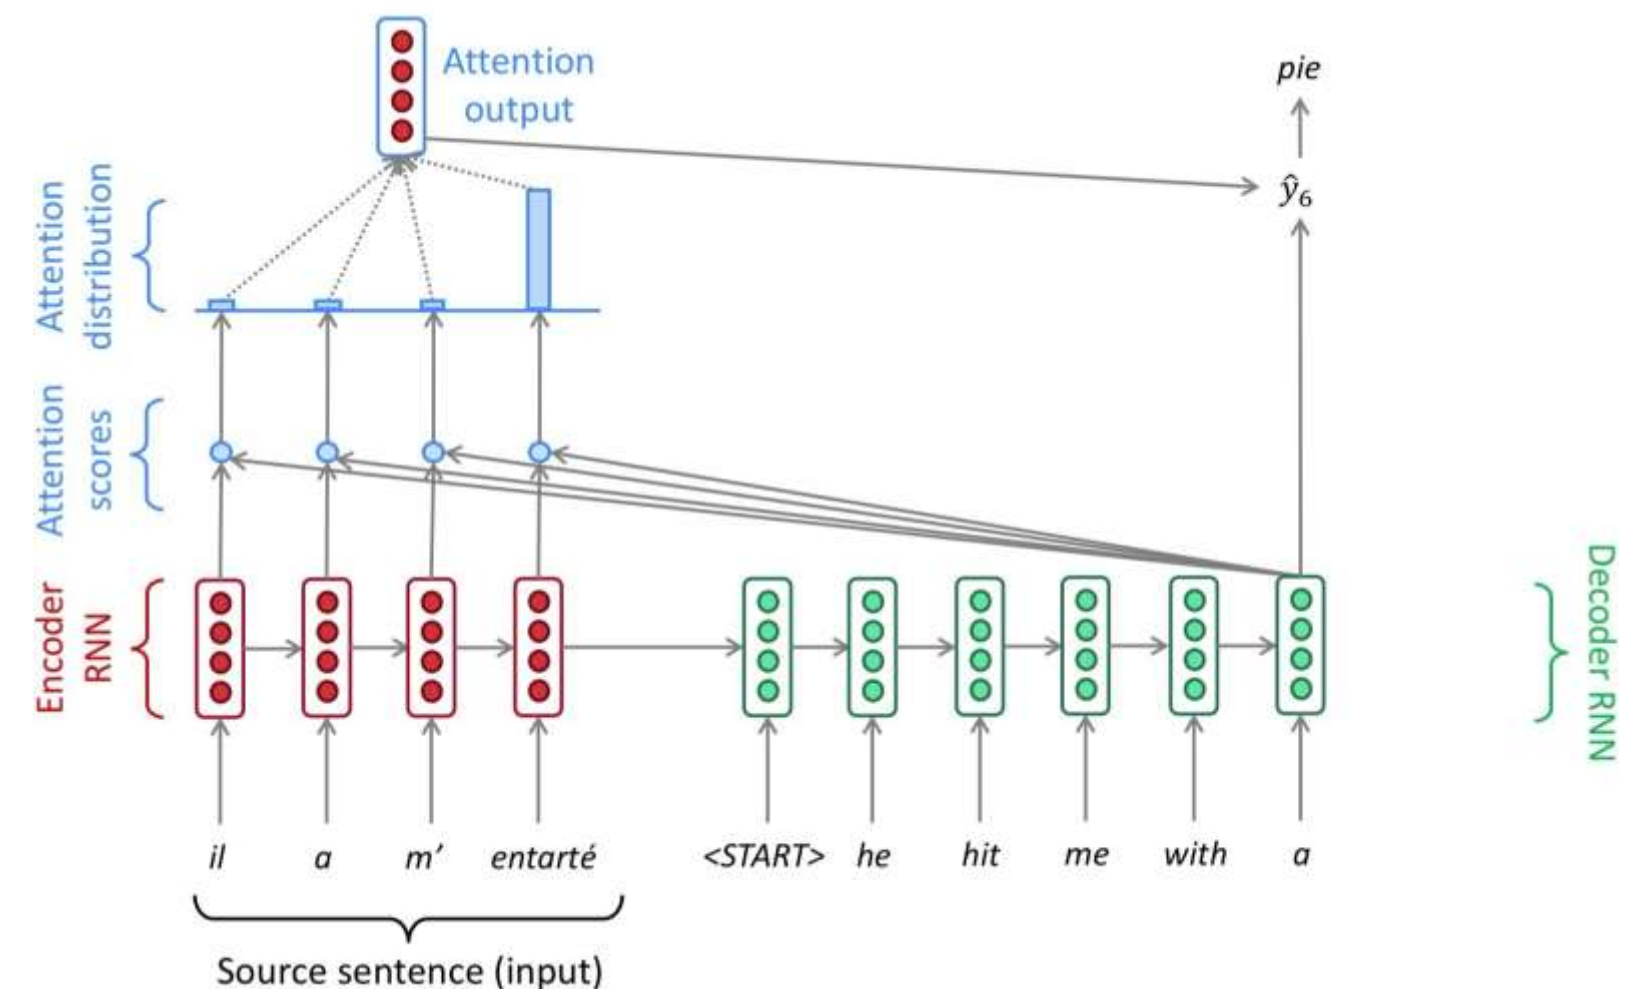 Attention
output
pie
ŷ₆
Attention
distribution
Attention
scores
Encoder
RNN
Decoder RNN
il a m’ entarté <START> he hit me with a
Source sentence (input)